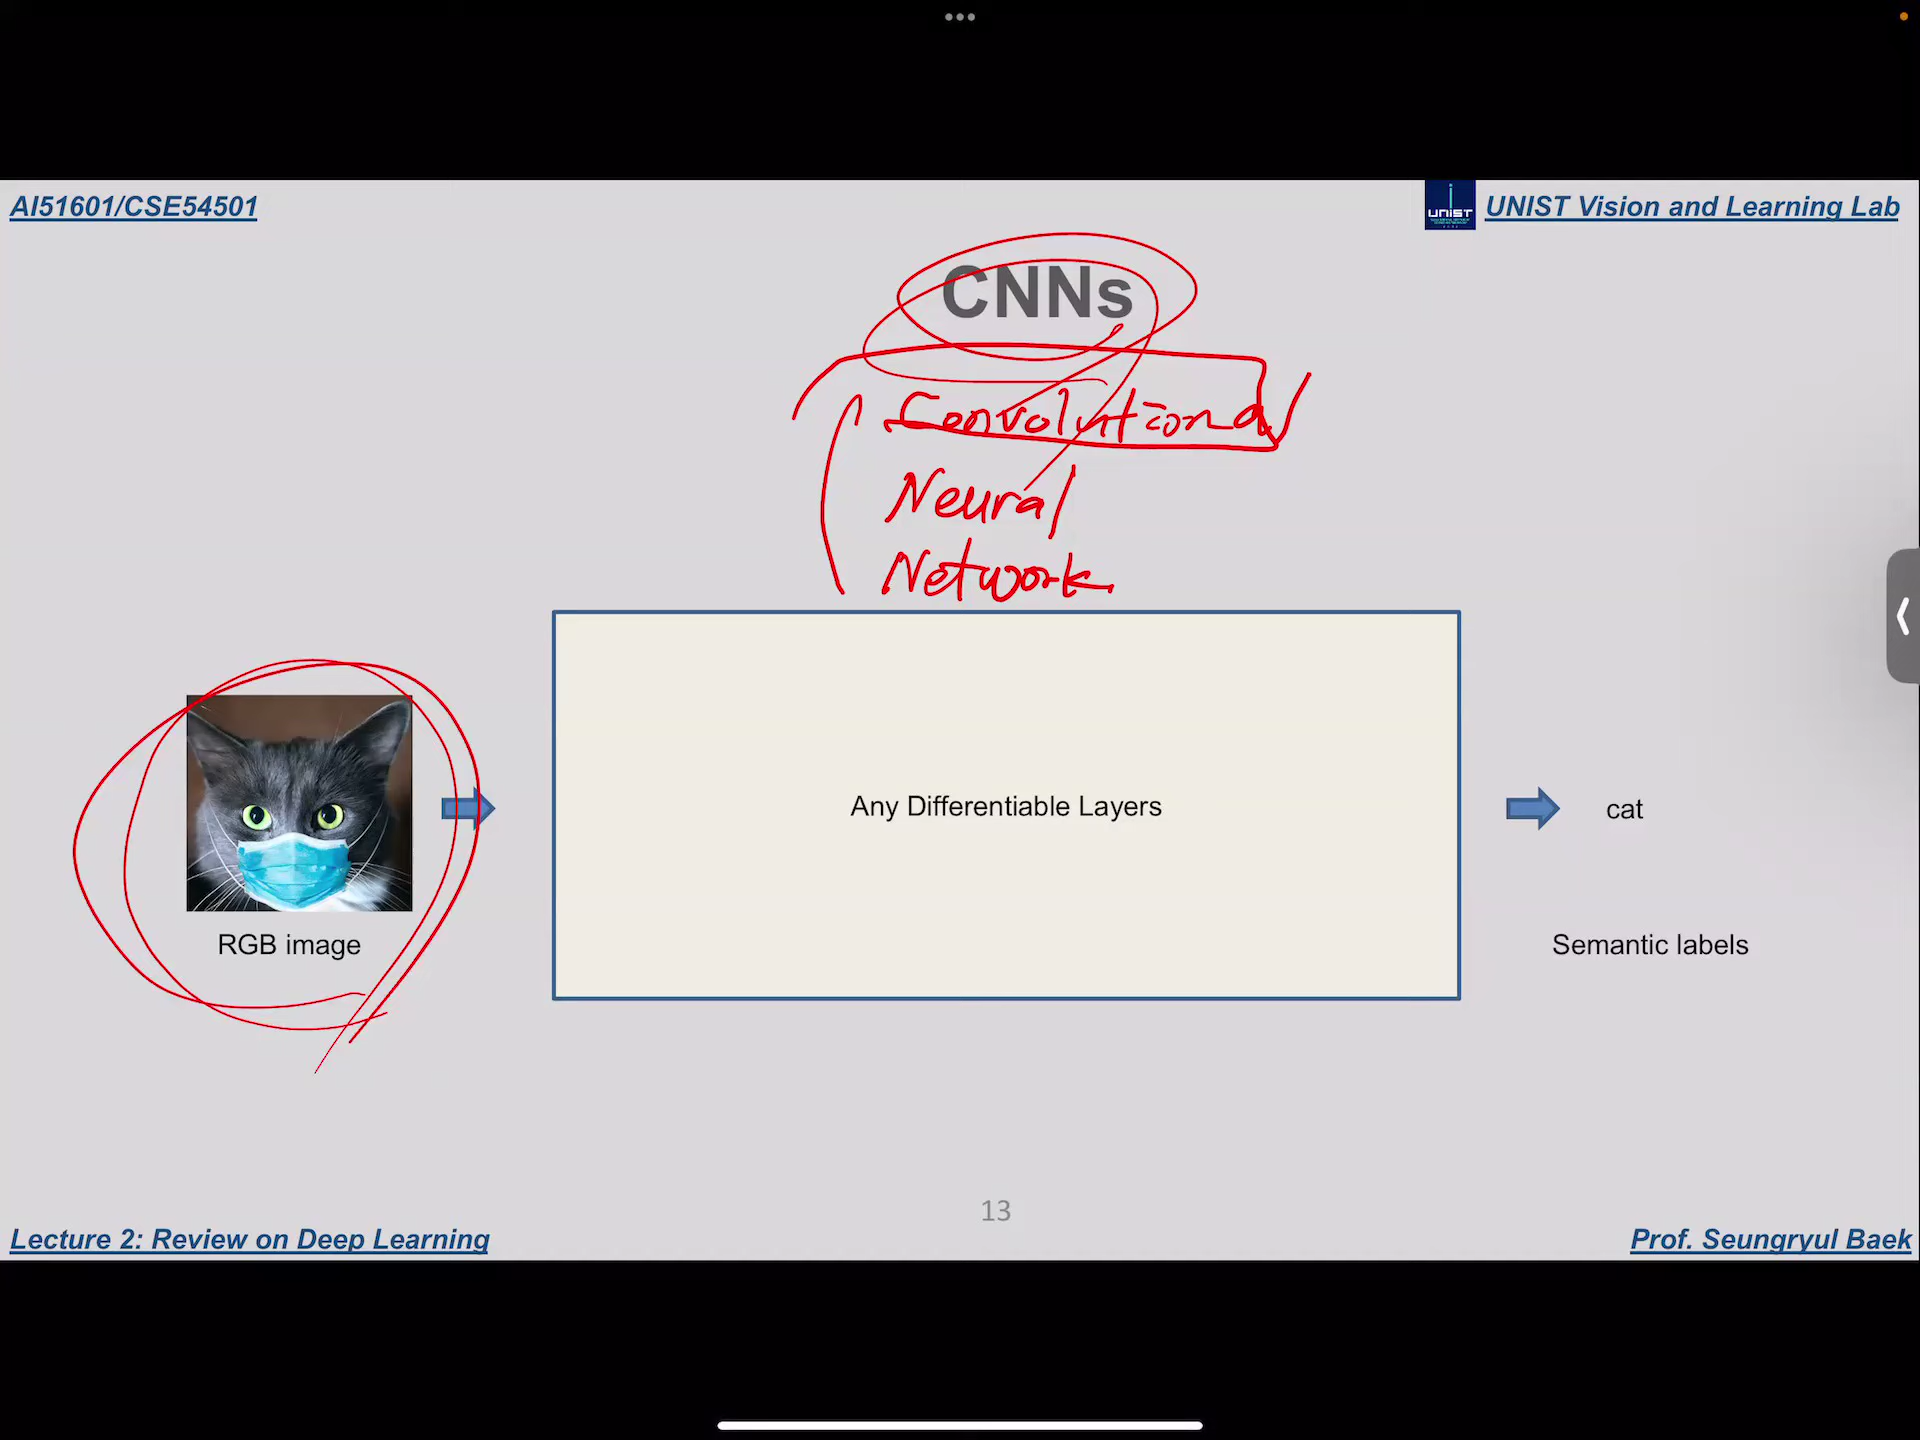 AI51601/CSE54501
UNIST
UNIST Vision and Learning Lab
CNNs
Convolutional
Neural
Network
Any Differentiable Layers
cat
RGB image
Semantic labels
13
Lecture 2: Review on Deep Learning
Prof. Seungryul Baek